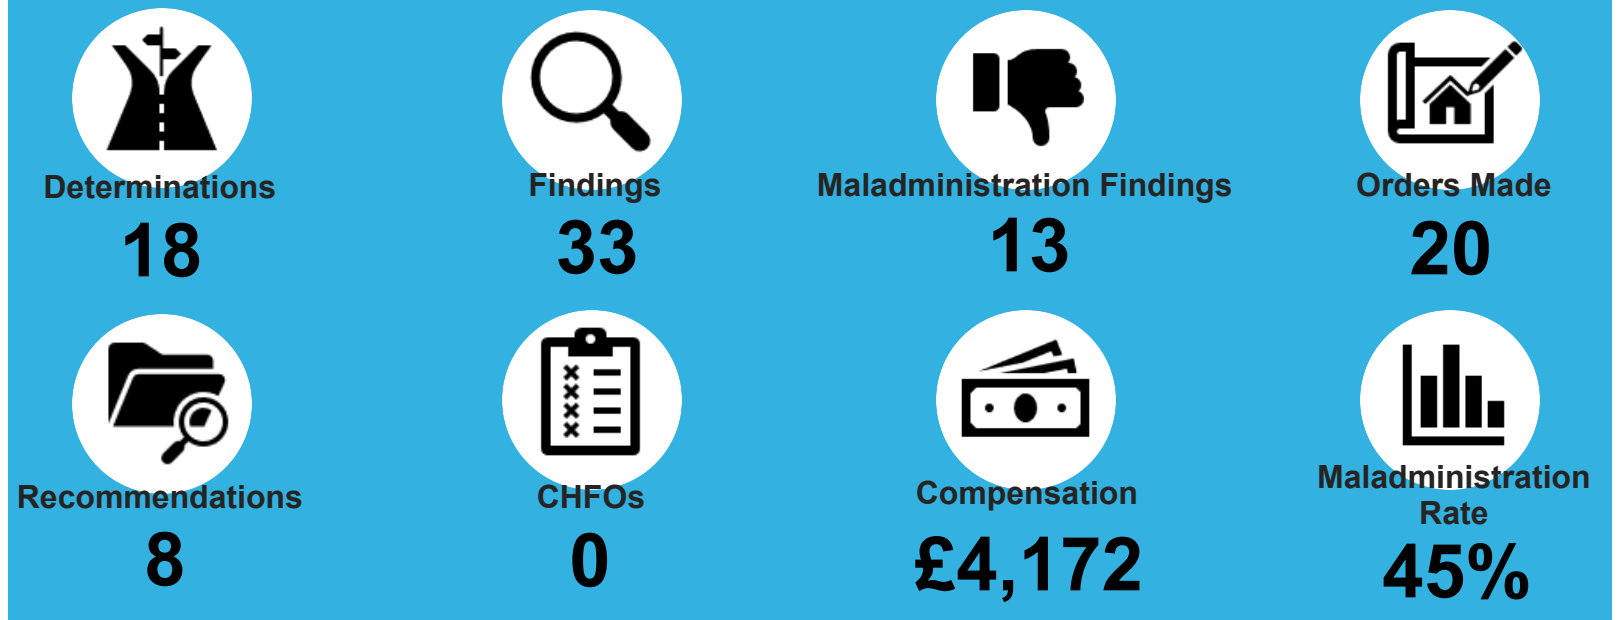 Determinations
18
Findings
33
Maladministration Findings
13
Orders Made
20
Recommendations
8
CHFOs
0
Compensation
£4,172
Maladministration
Rate
45%